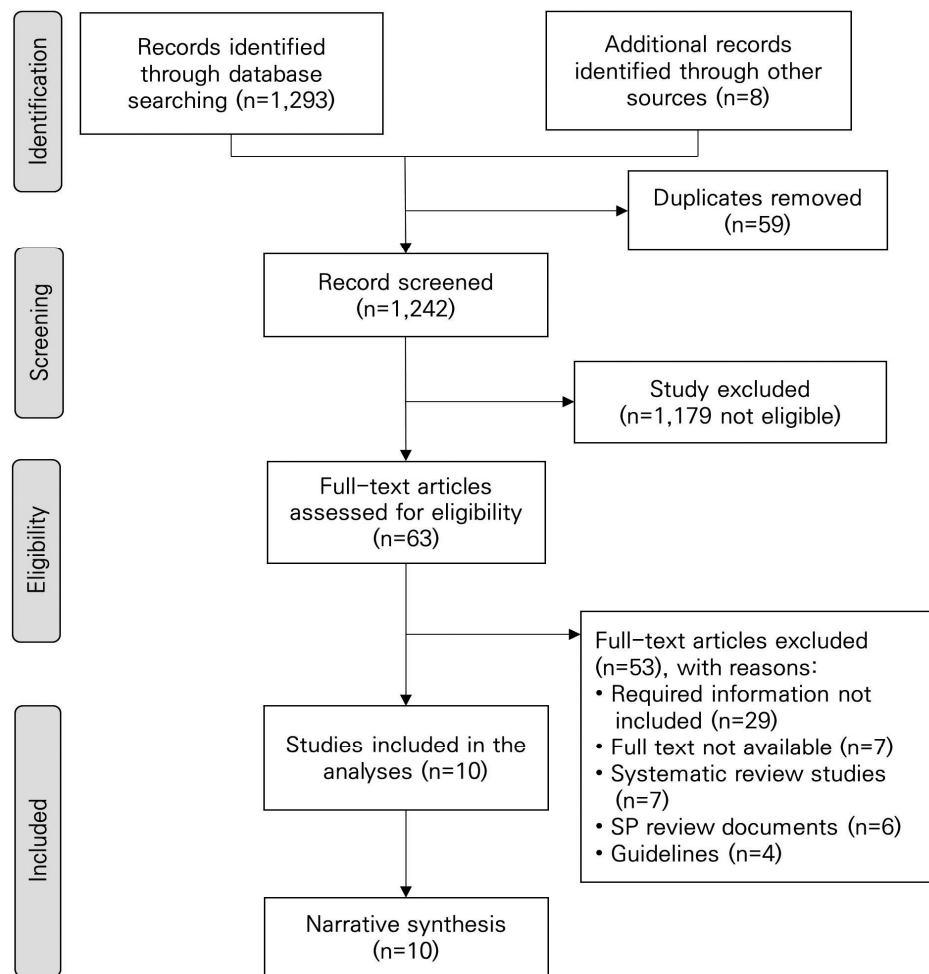 Identification
Records identified
through database
searching (n=1,293)
Additional records
identified through other
sources (n=8)
Duplicates removed
(n=59)
Screening
Record screened
(n=1,242)
Study excluded
(n=1,179 not eligible)
Eligibility
Full-text articles
assessed for eligibility
(n=63)
Full-text articles excluded
(n=53), with reasons:
• Required information not
included (n=29)
• Full text not available (n=7)
• Systematic review studies
(n=7)
• SP review documents (n=6)
• Guidelines (n=4)
Included
Studies included in the
analyses (n=10)
Narrative synthesis
(n=10)